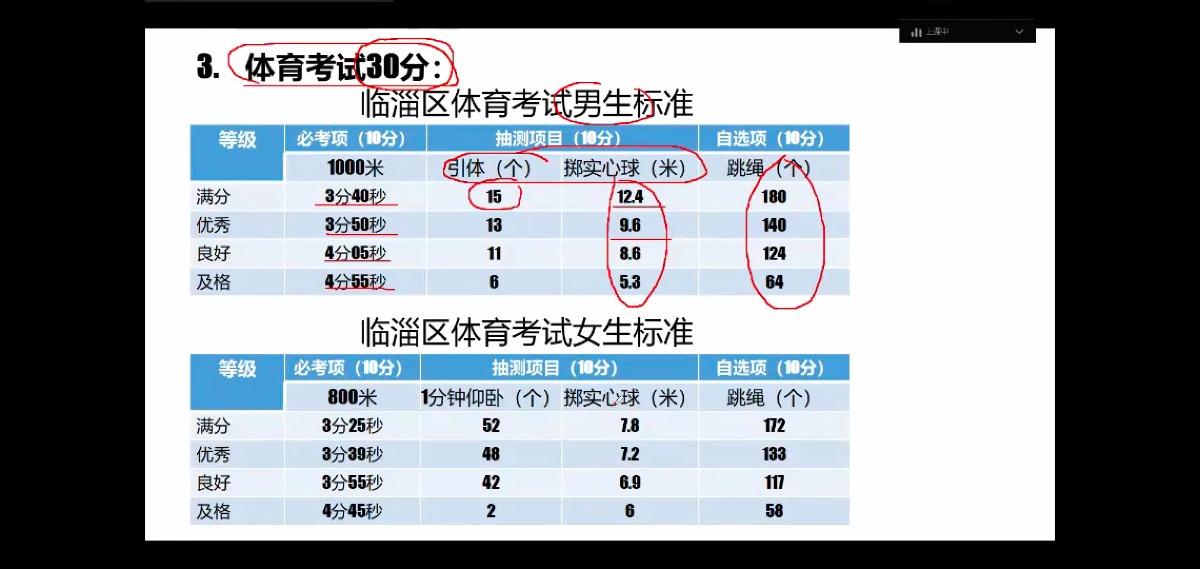 上课中
3. 体育考试30分：
临淄区体育考试男生标准
等级 必考项（10分） 抽测项目（10分） 自选项（10分）
1000米 引体（个） 掷实心球（米） 跳绳（个）
满分 3分40秒 15 12.4 180
优秀 3分50秒 13 9.6 140
良好 4分05秒 11 8.6 124
及格 4分55秒 6 5.3 64
临淄区体育考试女生标准
等级 必考项（10分） 抽测项目（10分） 自选项（10分）
800米 1分钟仰卧（个） 掷实心球（米） 跳绳（个）
满分 3分25秒 52 7.8 172
优秀 3分39秒 48 7.2 133
良好 3分55秒 42 6.9 117
及格 4分45秒 2 6 58